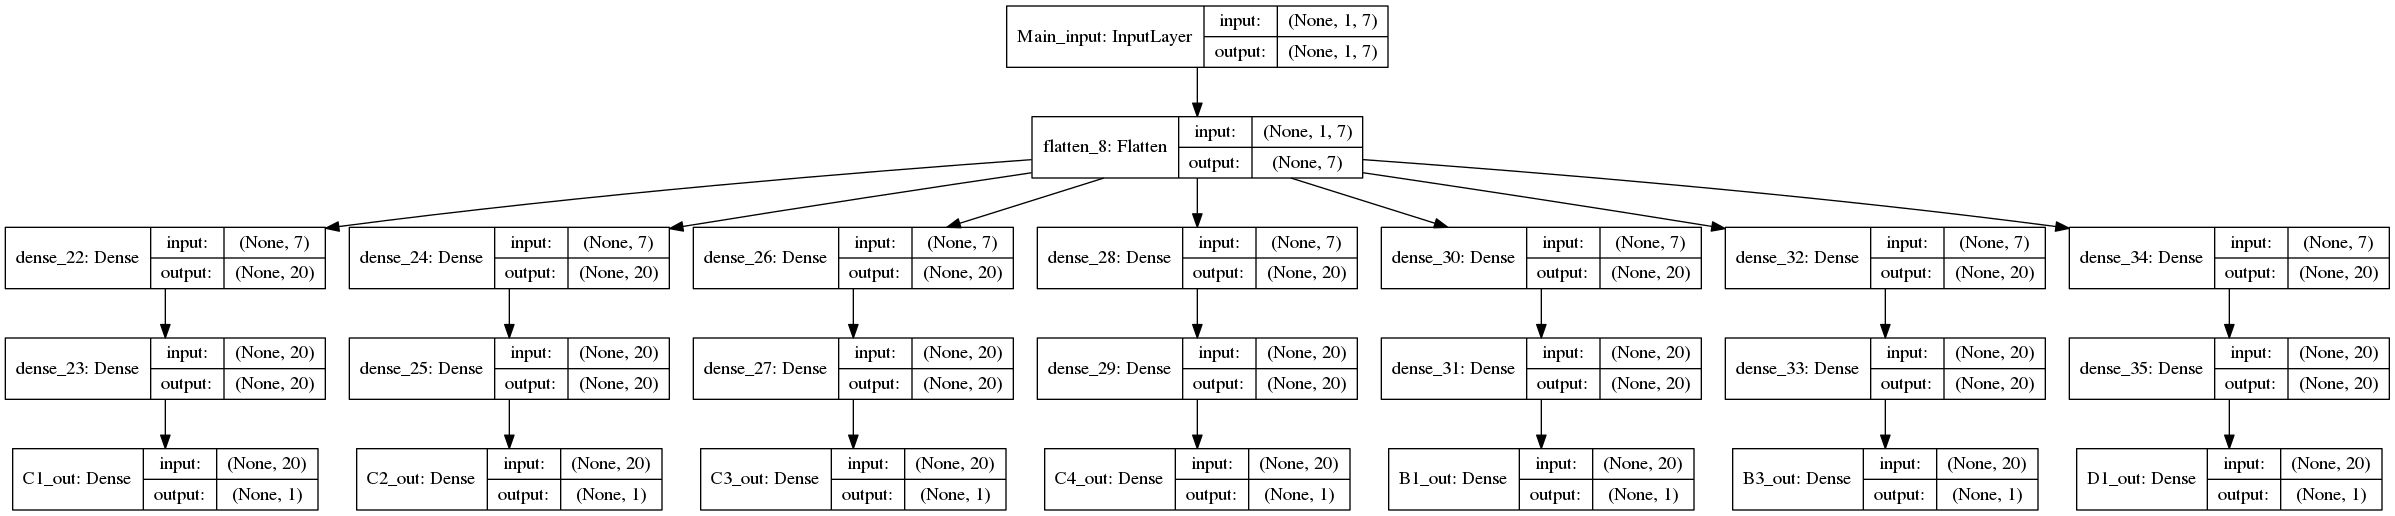 Main_input: InputLayer
input: (None, 1, 7)
output: (None, 1, 7)
flatten_8: Flatten
input: (None, 1, 7)
output: (None, 7)
dense_22: Dense
input: (None, 7)
output: (None, 20)
dense_24: Dense
input: (None, 7)
output: (None, 20)
dense_26: Dense
input: (None, 7)
output: (None, 20)
dense_28: Dense
input: (None, 7)
output: (None, 20)
dense_30: Dense
input: (None, 7)
output: (None, 20)
dense_32: Dense
input: (None, 7)
output: (None, 20)
dense_34: Dense
input: (None, 7)
output: (None, 20)
dense_23: Dense
input: (None, 20)
output: (None, 20)
dense_25: Dense
input: (None, 20)
output: (None, 20)
dense_27: Dense
input: (None, 20)
output: (None, 20)
dense_29: Dense
input: (None, 20)
output: (None, 20)
dense_31: Dense
input: (None, 20)
output: (None, 20)
dense_33: Dense
input: (None, 20)
output: (None, 20)
dense_35: Dense
input: (None, 20)
output: (None, 20)
C1_out: Dense
input: (None, 20)
output: (None, 1)
C2_out: Dense
input: (None, 20)
output: (None, 1)
C3_out: Dense
input: (None, 20)
output: (None, 1)
C4_out: Dense
input: (None, 20)
output: (None, 1)
B1_out: Dense
input: (None, 20)
output: (None, 1)
B3_out: Dense
input: (None, 20)
output: (None, 1)
D1_out: Dense
input: (None, 20)
output: (None, 1)